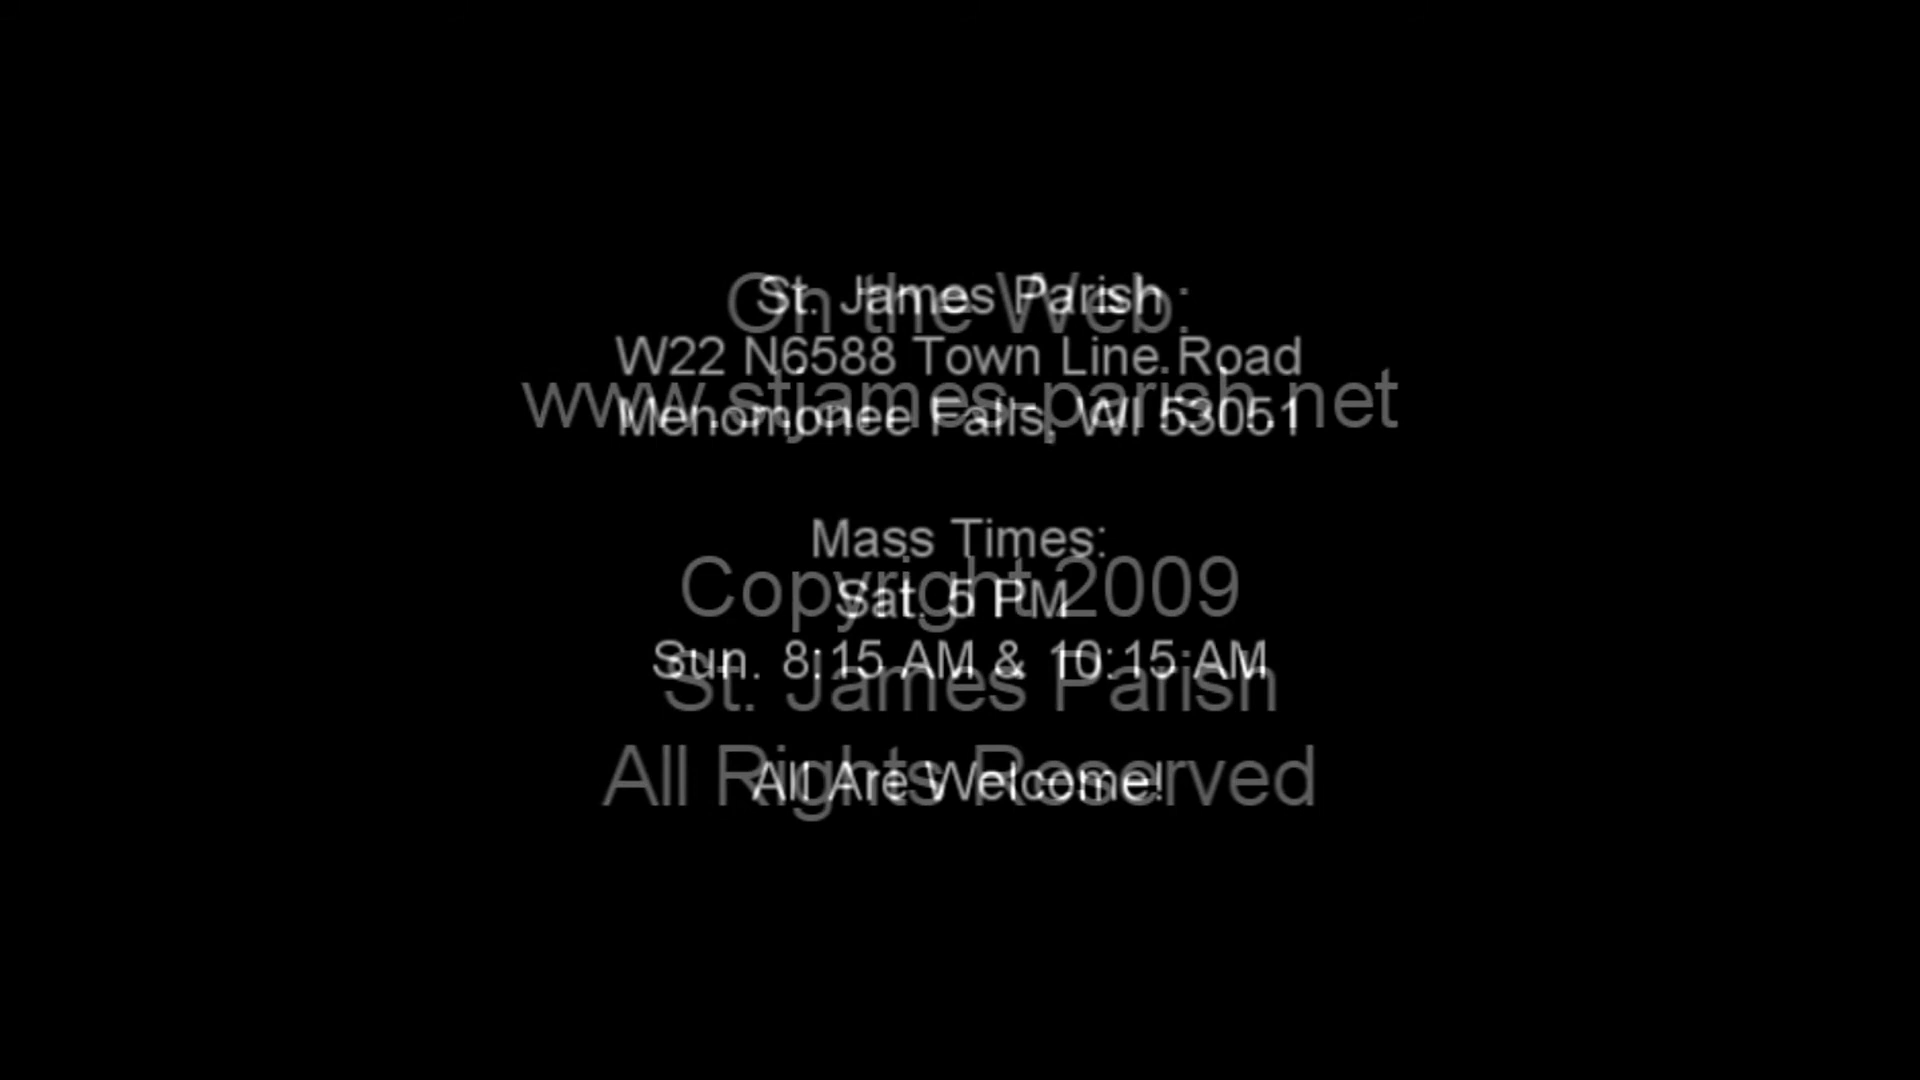 St. James Parish
W22 N6588 Town Line Road
Menomonee Falls, WI 53051
Mass Times:
Sat. 5 PM
Sun. 8:15 AM & 10:15 AM
All Are Welcome!
On the Web:
www.stjames-parish.net
Copyright 2009
St. James Parish
All Rights Reserved